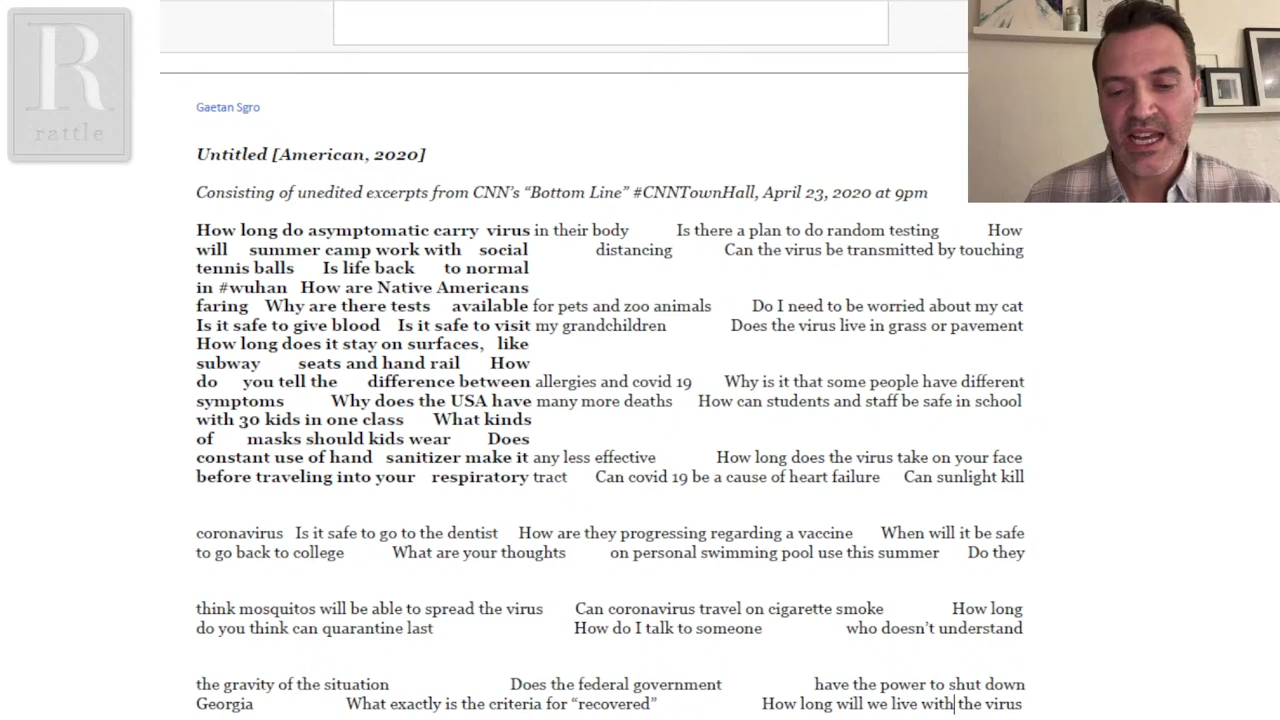 R
rattle
Gaetan Sgro
Untitled [American, 2020]
Consisting of unedited excerpts from CNN's “Bottom Line” #CNNTownHall, April 23, 2020 at 9pm
How long do asymptomatic carry virus in their body Is there a plan to do random testing How
will summer camp work with social distancing Can the virus be transmitted by touching
tennis balls Is life back to normal
in #wuhan How are Native Americans
faring Why are there tests available for pets and zoo animals Do I need to be worried about my cat
Is it safe to give blood Is it safe to visit my grandchildren Does the virus live in grass or pavement
How long does it stay on surfaces, like
subway seats and hand rail How
do you tell the difference between allergies and covid 19 Why is it that some people have different
symptoms Why does the USA have many more deaths How can students and staff be safe in school
with 30 kids in one class What kinds
of masks should kids wear Does
constant use of hand sanitizer make it any less effective How long does the virus take on your face
before traveling into your respiratory tract Can covid 19 be a cause of heart failure Can sunlight kill
coronavirus Is it safe to go to the dentist How are they progressing regarding a vaccine When will it be safe
to go back to college What are your thoughts on personal swimming pool use this summer Do they
think mosquitos will be able to spread the virus Can coronavirus travel on cigarette smoke How long
do you think can quarantine last How do I talk to someone who doesn't understand
the gravity of the situation Does the federal government have the power to shut down
Georgia What exactly is the criteria for “recovered” How long will we live with the virus